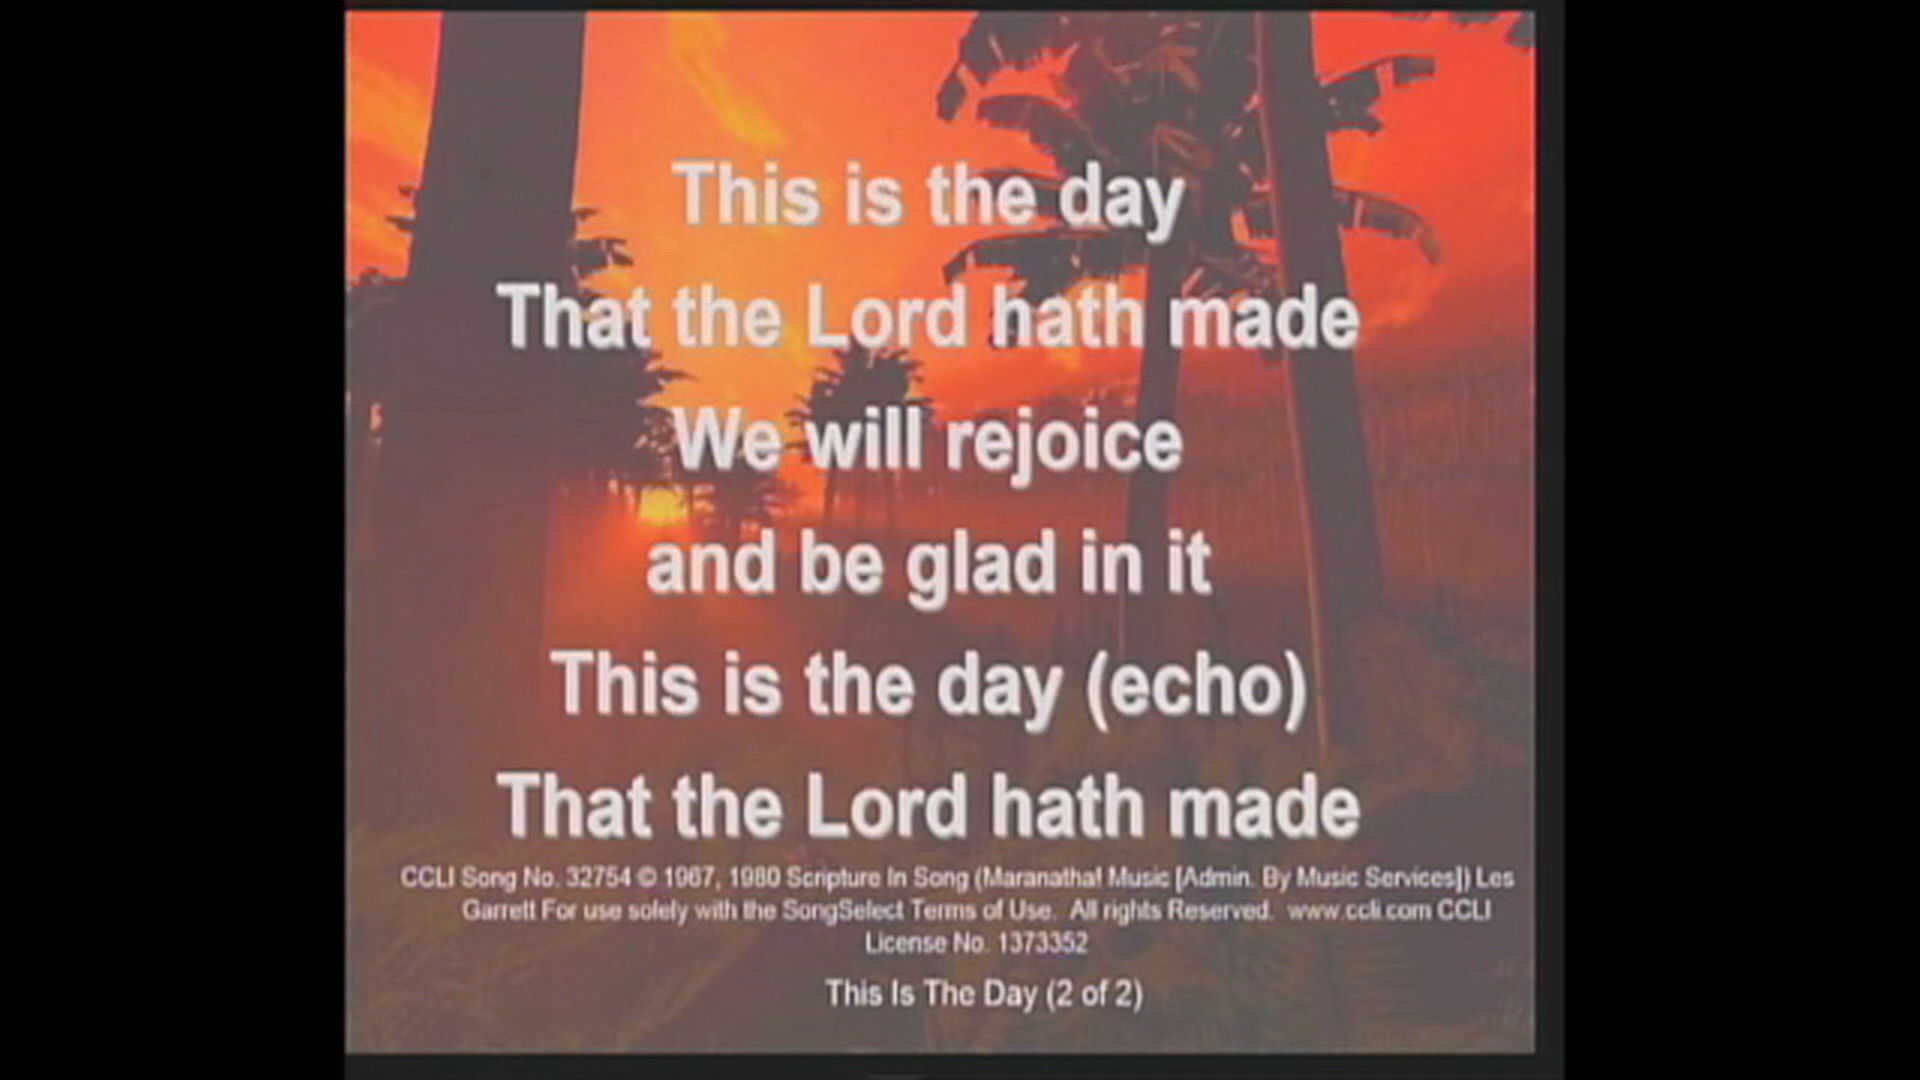 This is the day
That the Lord hath made
We will rejoice
and be glad in it
This is the day (echo)
That the Lord hath made
CCLI Song No. 32754 © 1967, 1980 Scripture In Song (Maranatha! Music [Admin. By Music Services]) Les
Garrett For use solely with the SongSelect Terms of Use. All rights Reserved. www.ccli.com CCLI
License No. 1373352
This Is The Day (2 of 2)